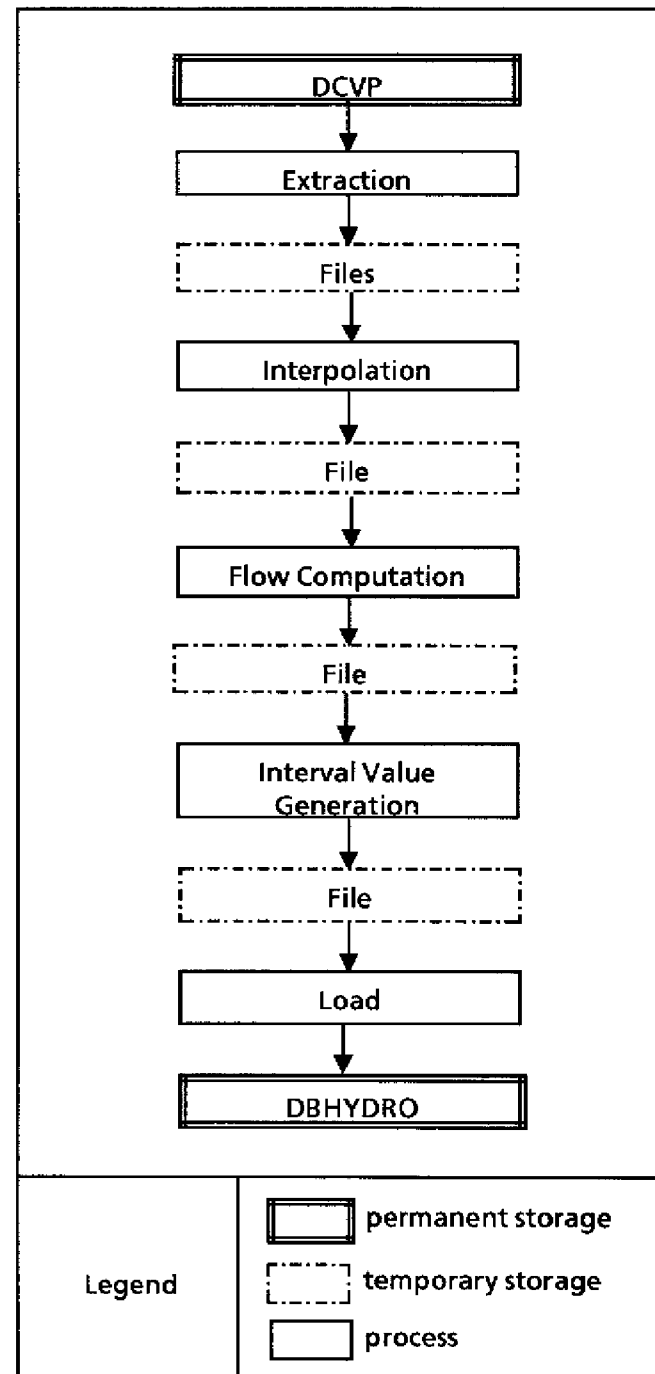 DCVP
Extraction
Files
Interpolation
File
Flow Computation
File
Interval Value
Generation
File
Load
DBHYDRO
Legend
permanent storage
temporary storage
process